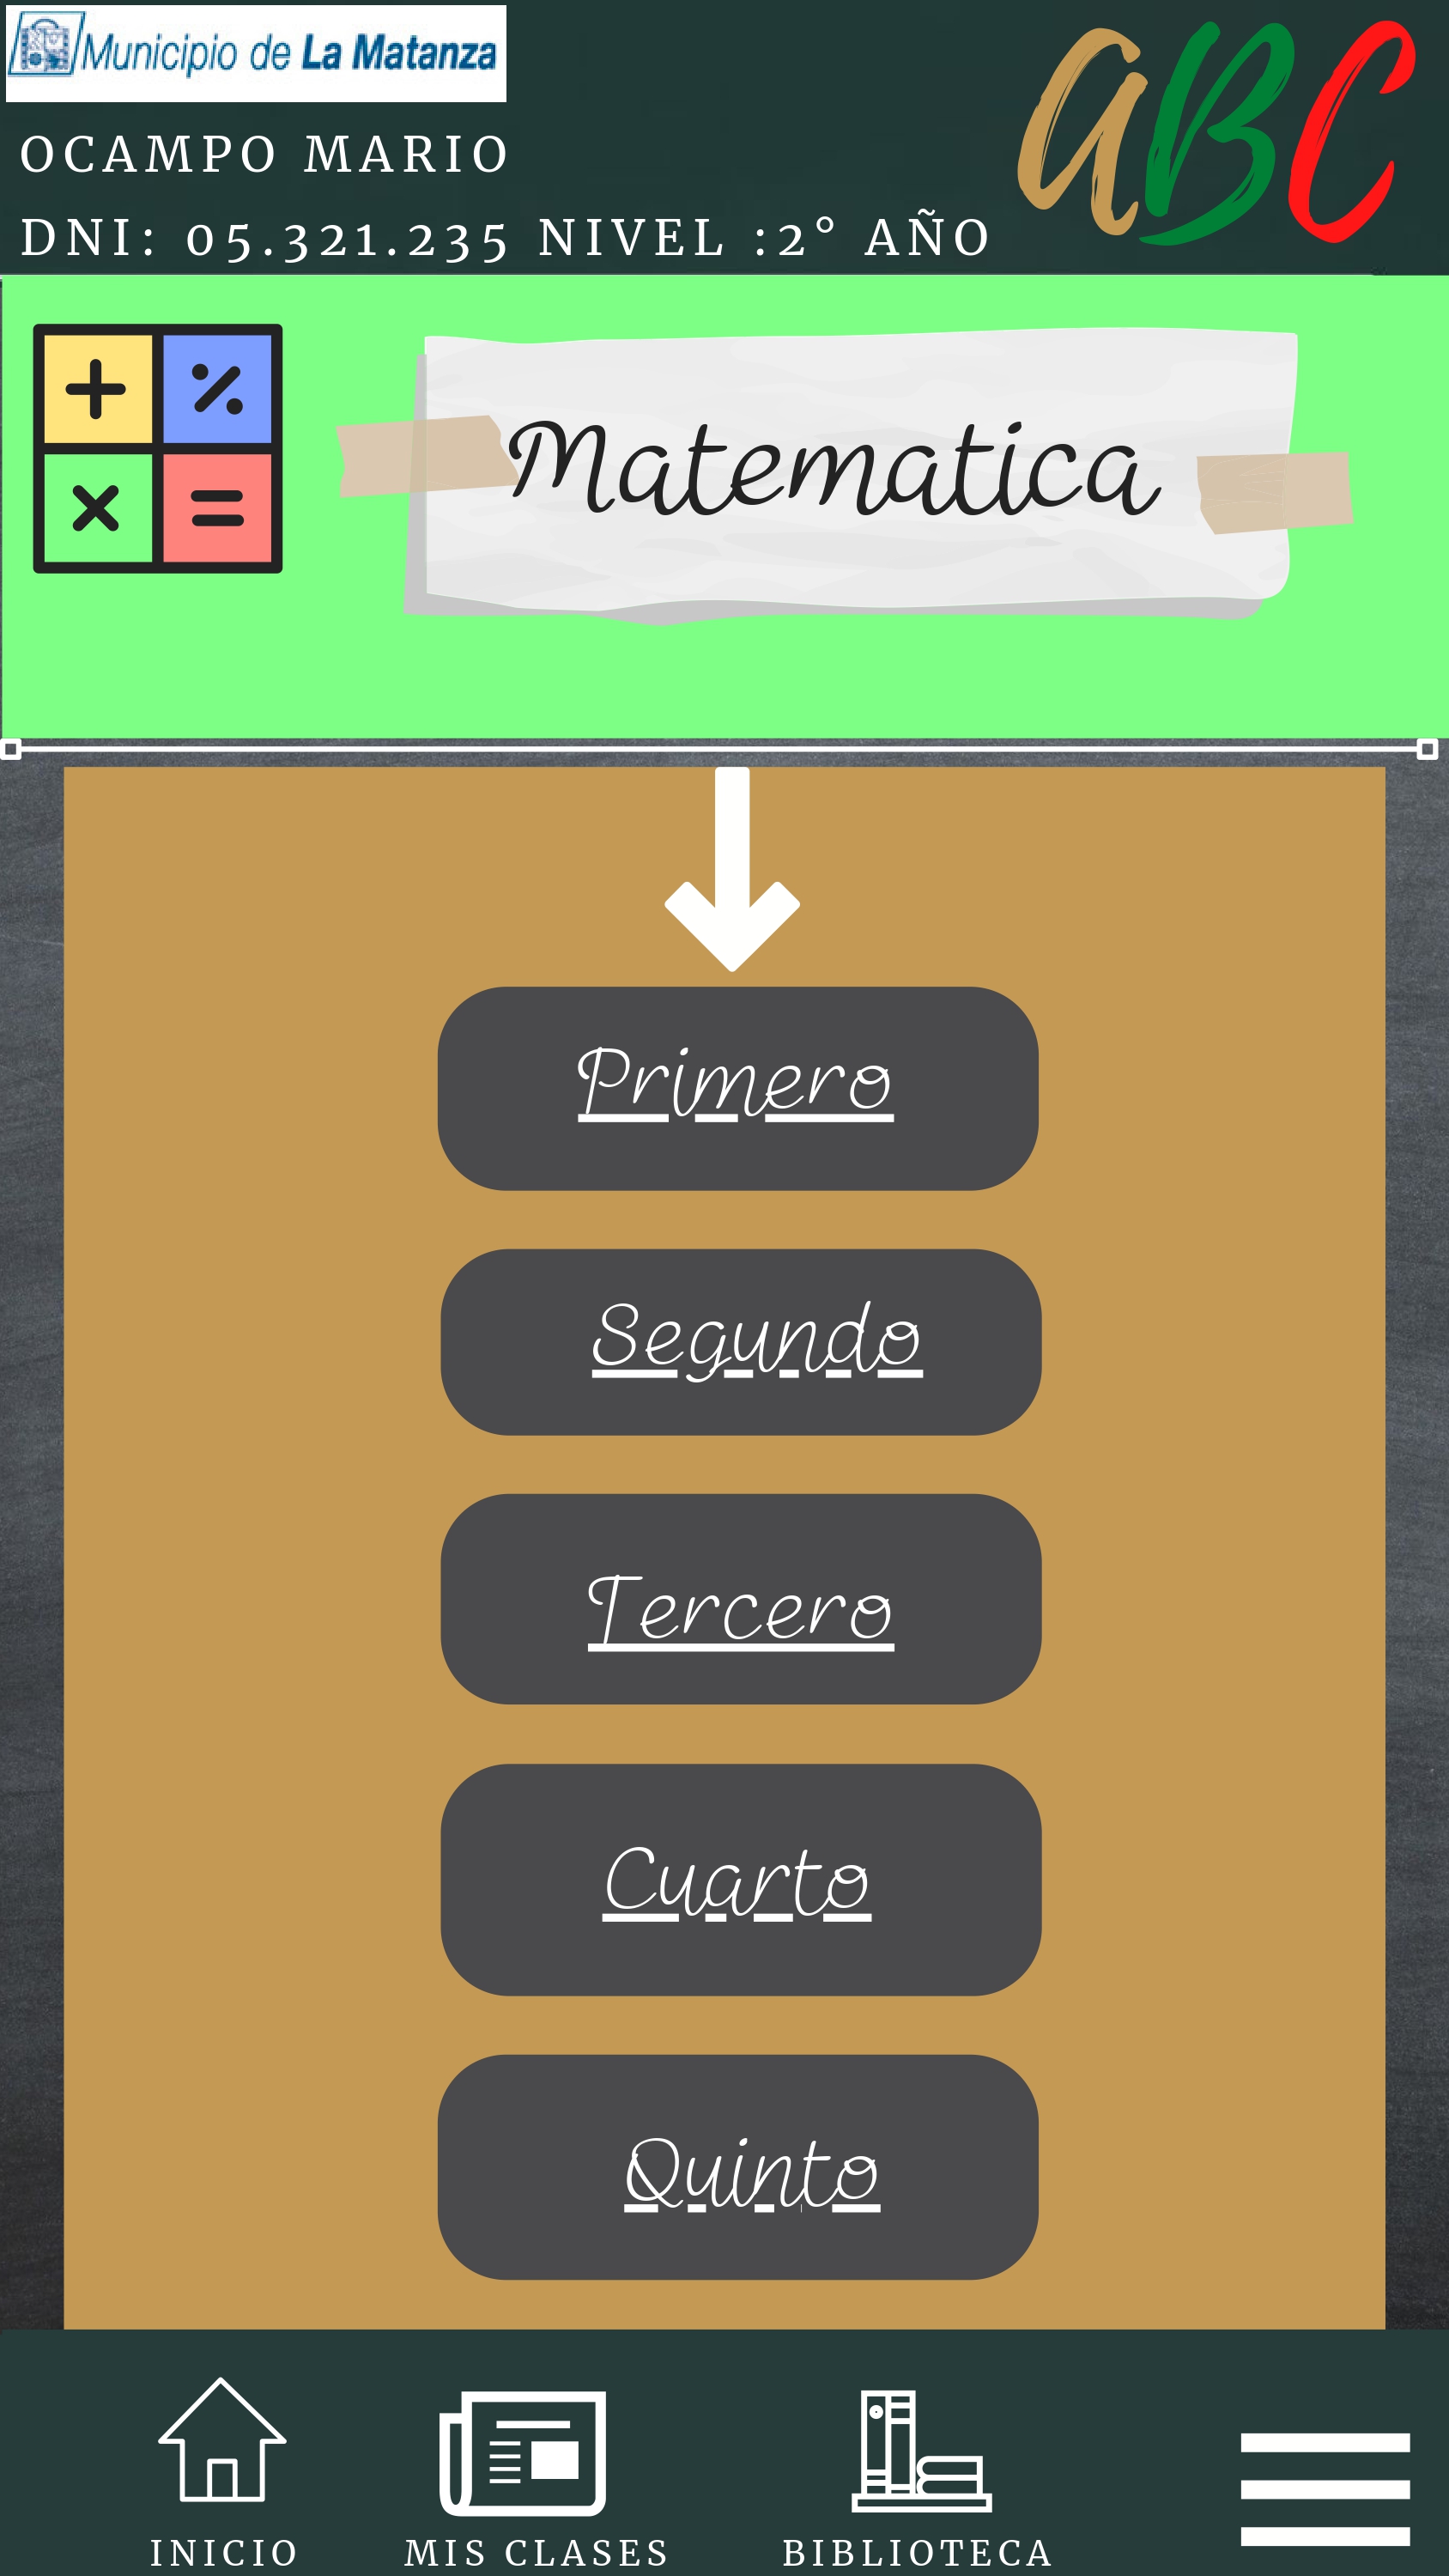 Municipio de La Matanza
aBC
OCAMPO MARIO
DNI: 05.321.235 NIVEL :2° AÑO
Matematica
Primero
Segundo
Tercero
Cuarto
Quinto
INICIO
MIS CLASES
BIBLIOTECA